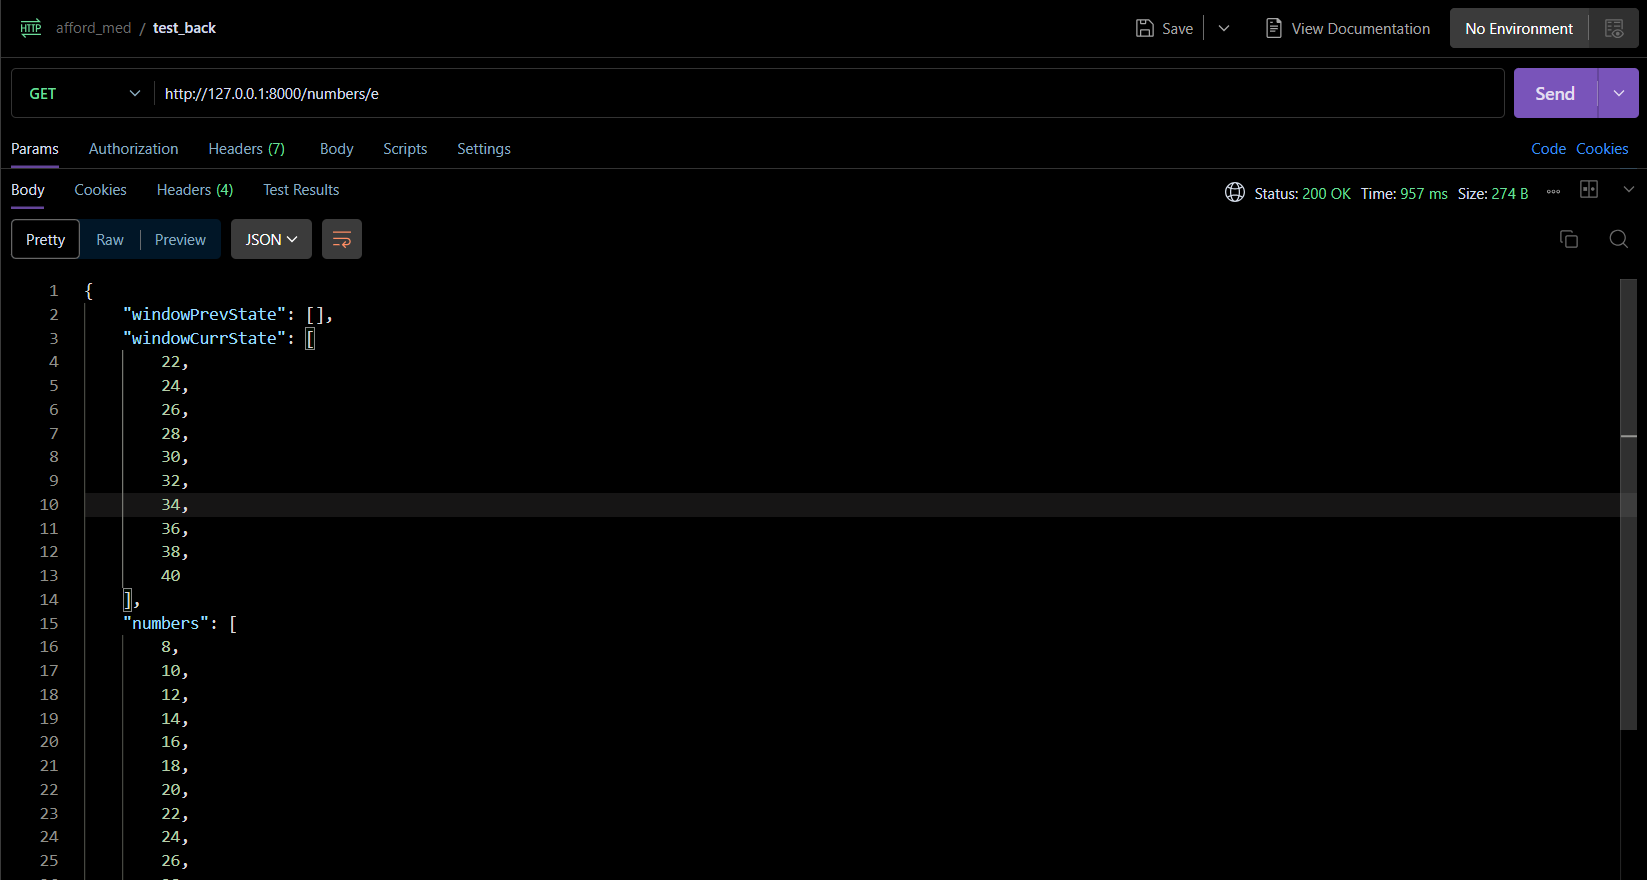 HTTP afford_med / test_back Save View Documentation No Environment
GET http://127.0.0.1:8000/numbers/e Send
Params Authorization Headers (7) Body Scripts Settings Code Cookies
Body Cookies Headers (4) Test Results Status: 200 OK Time: 957 ms Size: 274 B
Pretty Raw Preview JSON
1 {
2 "windowPrevState": [],
3 "windowCurrState": [
4 22,
5 24,
6 26,
7 28,
8 30,
9 32,
10 34,
11 36,
12 38,
13 40
14 ],
15 "numbers": [
16 8,
17 10,
18 12,
19 14,
20 16,
21 18,
22 20,
23 22,
24 24,
25 26,